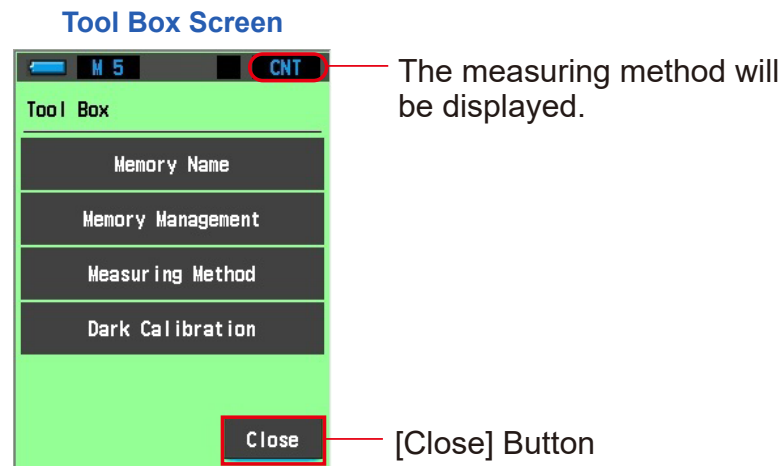 Tool Box Screen
M 5 CNT
The measuring method will
be displayed.
Tool Box
Memory Name
Memory Management
Measuring Method
Dark Calibration
Close
[Close] Button